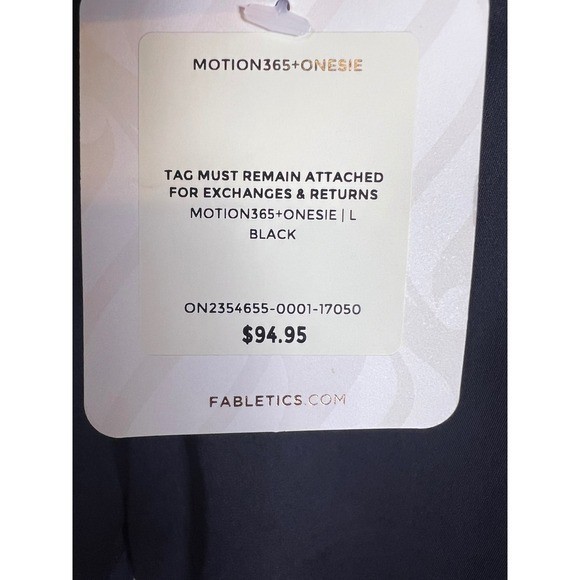 MOTION365+ONESIE
TAG MUST REMAIN ATTACHED
FOR EXCHANGES & RETURNS
MOTION365+ONESIE | L
BLACK
ON2354655-0001-17050
$94.95
FABLETICS.COM